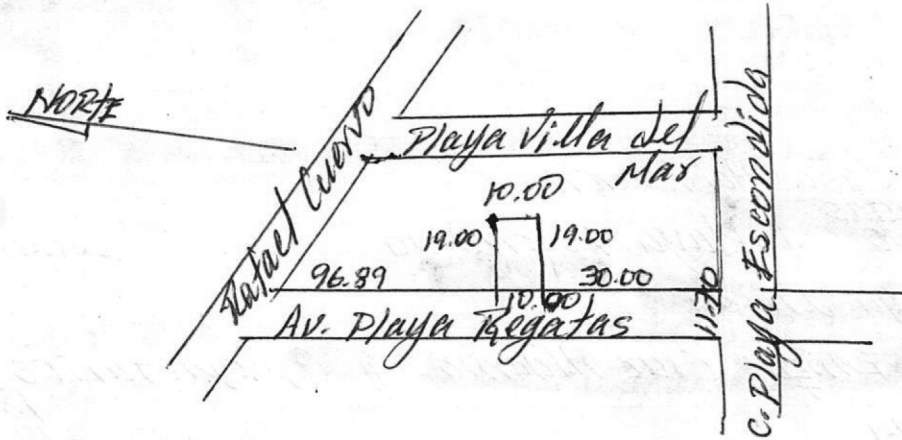 NORTE
Rafael Cuervo
Playa Villa del
Mar
10.00
19.00
19.00
96.89
30.00
10.00
11.70
Av. Playa Regatas
C. Playa Escondida